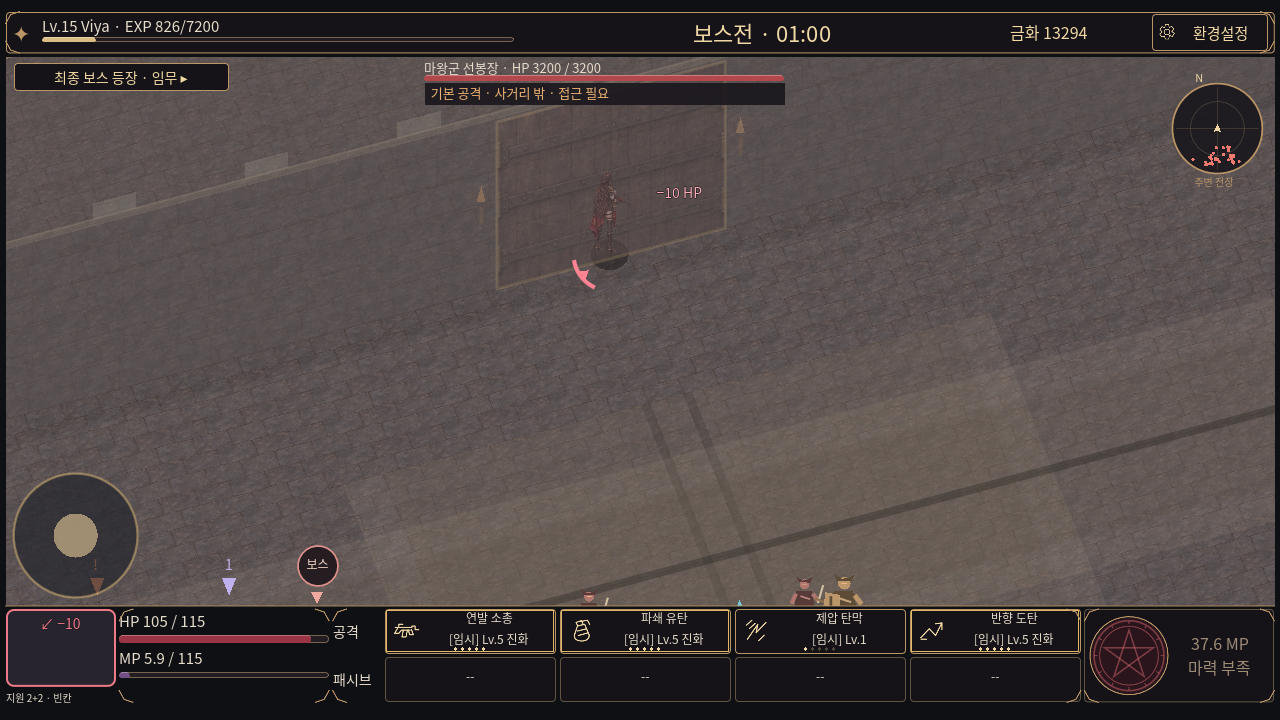 Lv.15 Viya · EXP 826/7200
보스전 · 01:00
금화 13294
환경설정
최종 보스 등장 · 임무 ▸
마왕군 선봉장 · HP 3200 / 3200
기본 공격 · 사거리 밖 · 접근 필요
N
주변 전장
−10 HP
!
1
보스
↙ −10
HP 105 / 115
MP 5.9 / 115
지원 2+2 · 빈칸
공격
패시브
연발 소총
[임시] Lv.5 진화
파쇄 유탄
[임시] Lv.5 진화
제압 탄막
[임시] Lv.1
반향 도탄
[임시] Lv.5 진화
--
--
--
--
37.6 MP
마력 부족